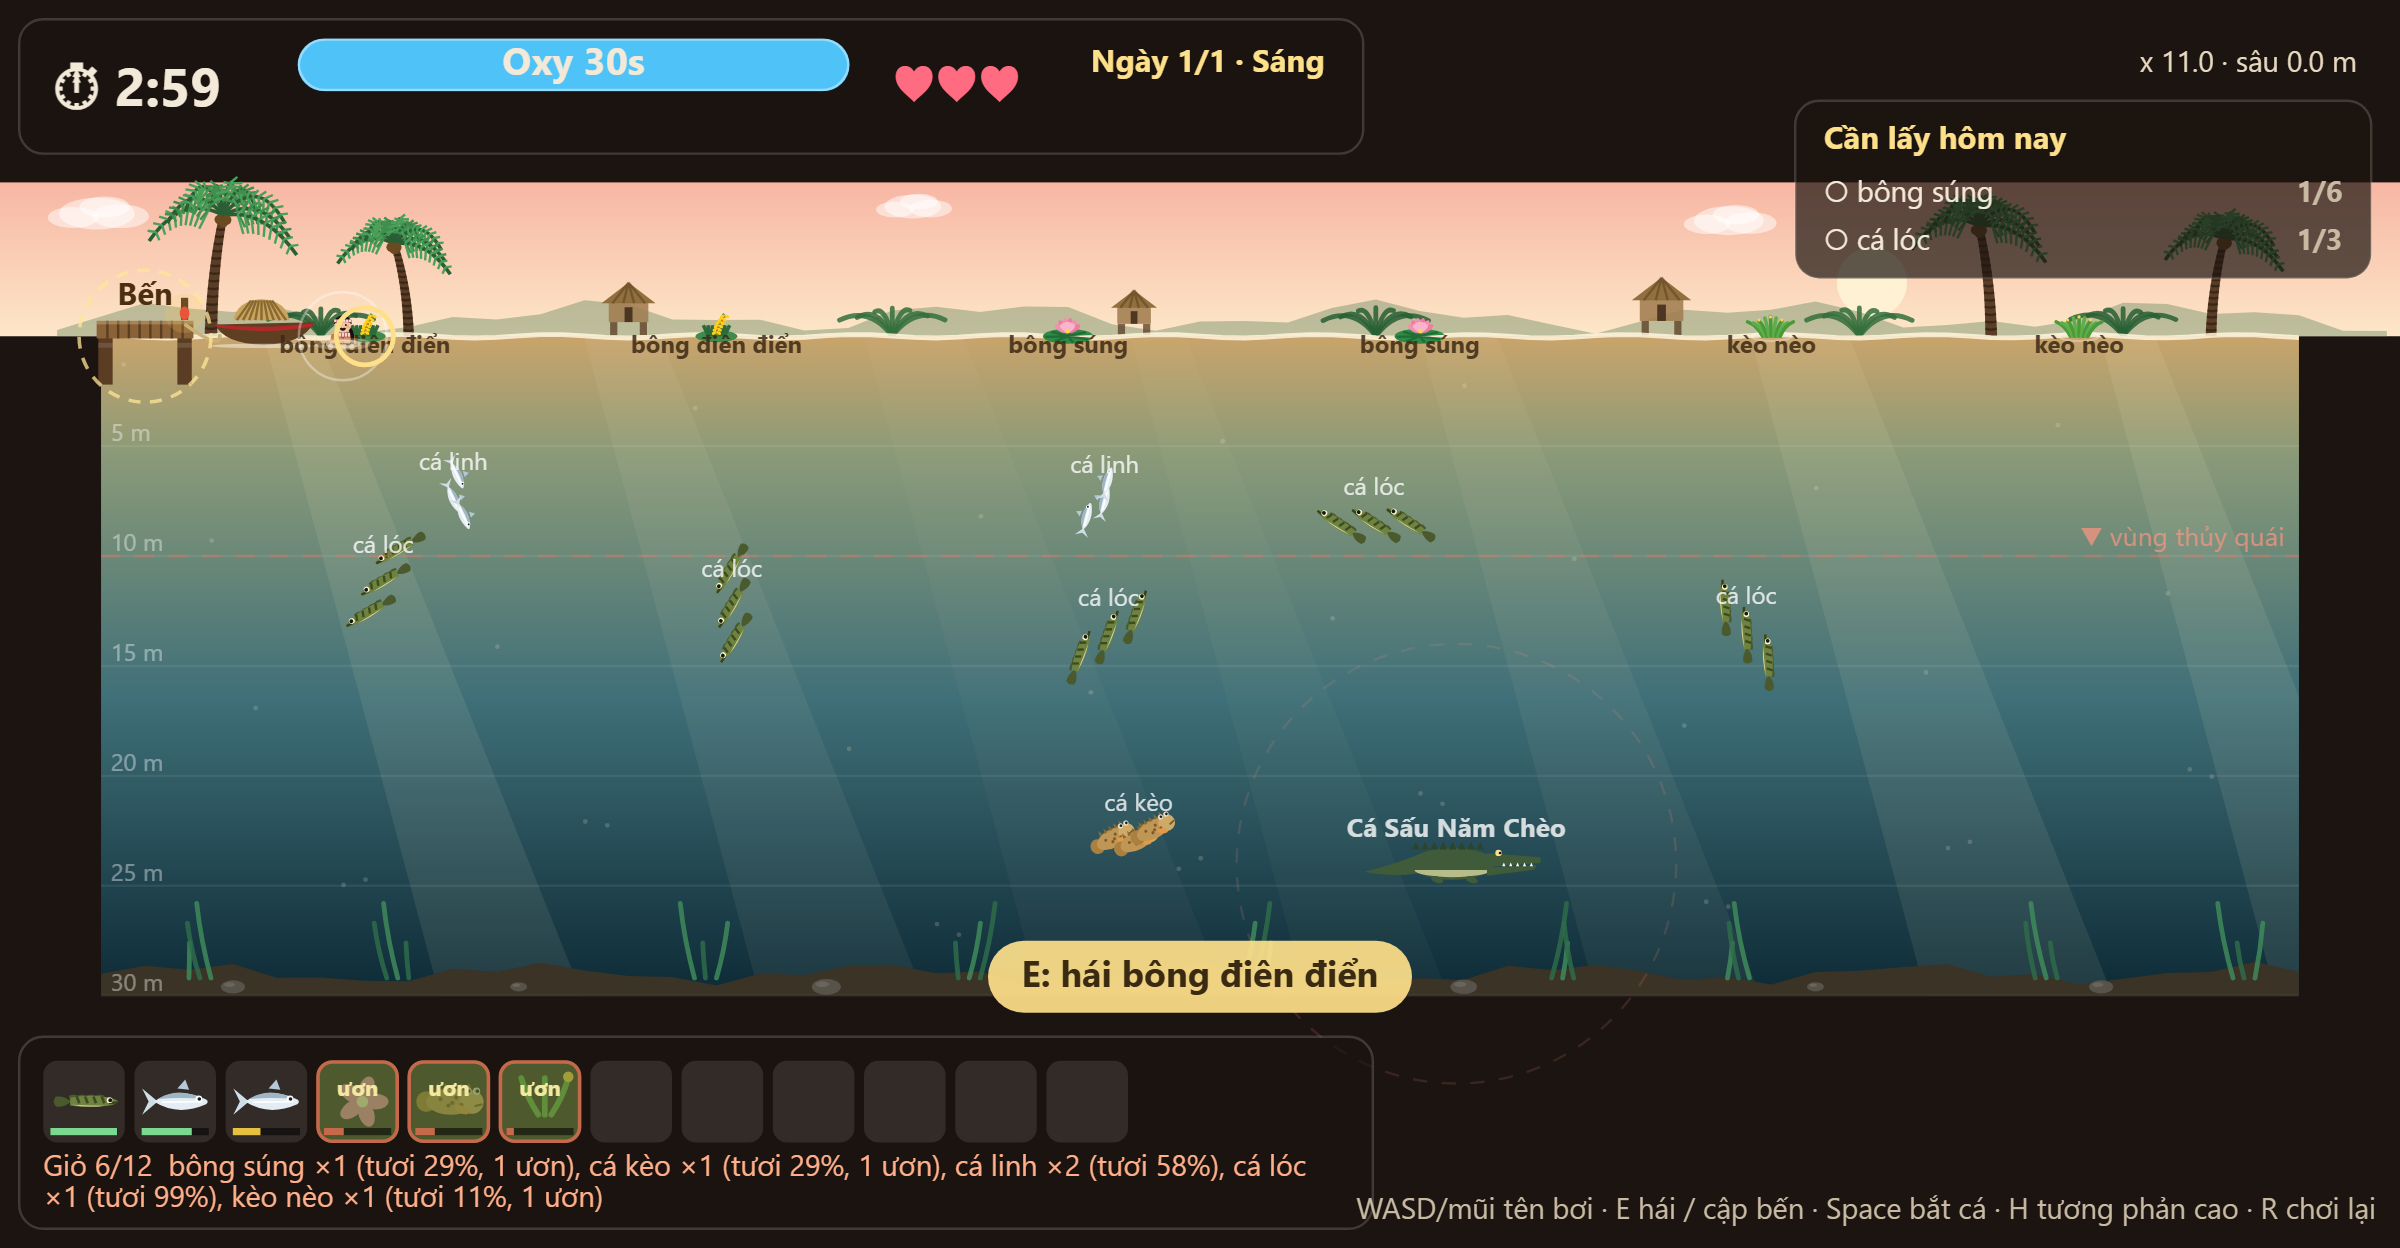 2:59
Oxy 30s
Ngày 1/1 · Sáng
x 11.0 · sâu 0.0 m
Cần lấy hôm nay
bông súng 1/6
cá lóc 1/3
Bến
bông điên điển
bông điên điển
bông súng
bông súng
kèo nèo
kèo nèo
5 m
cá linh
cá linh
cá lóc
10 m
cá lóc
▼ vùng thủy quái
cá lóc
cá lóc
cá lóc
15 m
20 m
cá kèo
Cá Sấu Năm Chèo
25 m
30 m
E: hái bông điên điển
ươn
ươn
ươn
Giỏ 6/12 bông súng ×1 (tươi 29%, 1 ươn), cá kèo ×1 (tươi 29%, 1 ươn), cá linh ×2 (tươi 58%), cá lóc
×1 (tươi 99%), kèo nèo ×1 (tươi 11%, 1 ươn)
WASD/mũi tên bơi · E hái / cập bến · Space bắt cá · H tương phản cao · R chơi lại